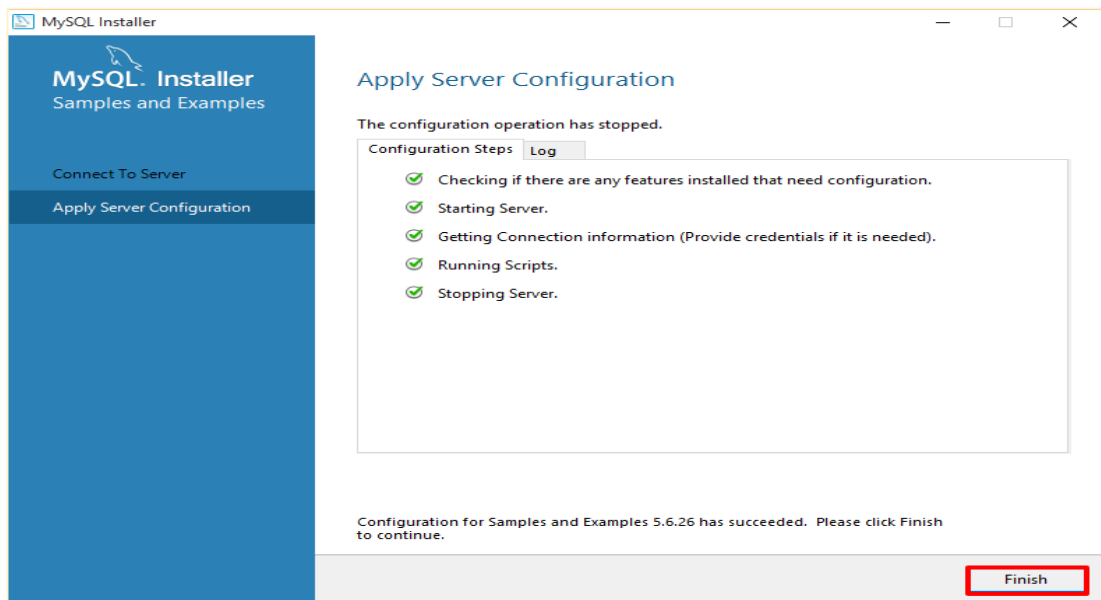 MySQL Installer
MySQL. Installer
Samples and Examples
Connect To Server
Apply Server Configuration
Apply Server Configuration
The configuration operation has stopped.
Configuration Steps Log
Checking if there are any features installed that need configuration.
Starting Server.
Getting Connection information (Provide credentials if it is needed).
Running Scripts.
Stopping Server.
Configuration for Samples and Examples 5.6.26 has succeeded. Please click Finish
to continue.
Finish